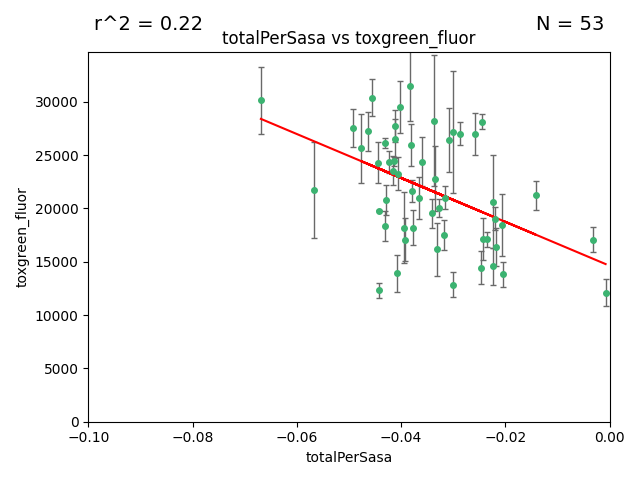 r^2 = 0.22
N = 53
totalPerSasa vs toxgreen_fluor
30000
25000
20000
15000
10000
5000
0
toxgreen_fluor
−0.10
−0.08
−0.06
−0.04
−0.02
0.00
totalPerSasa